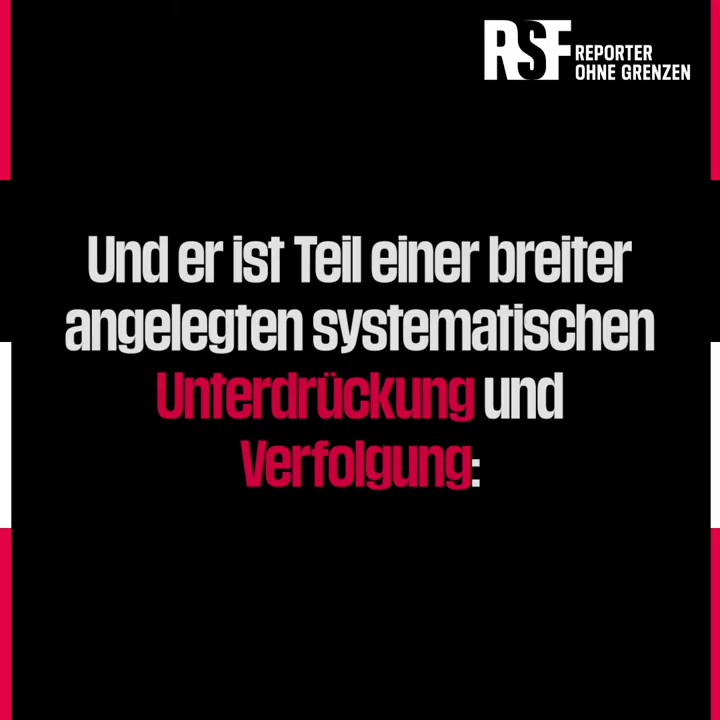 RSF REPORTER
OHNE GRENZEN
Und er ist Teil einer breiter
angelegten systematischen
Unterdrückung und
Verfolgung: